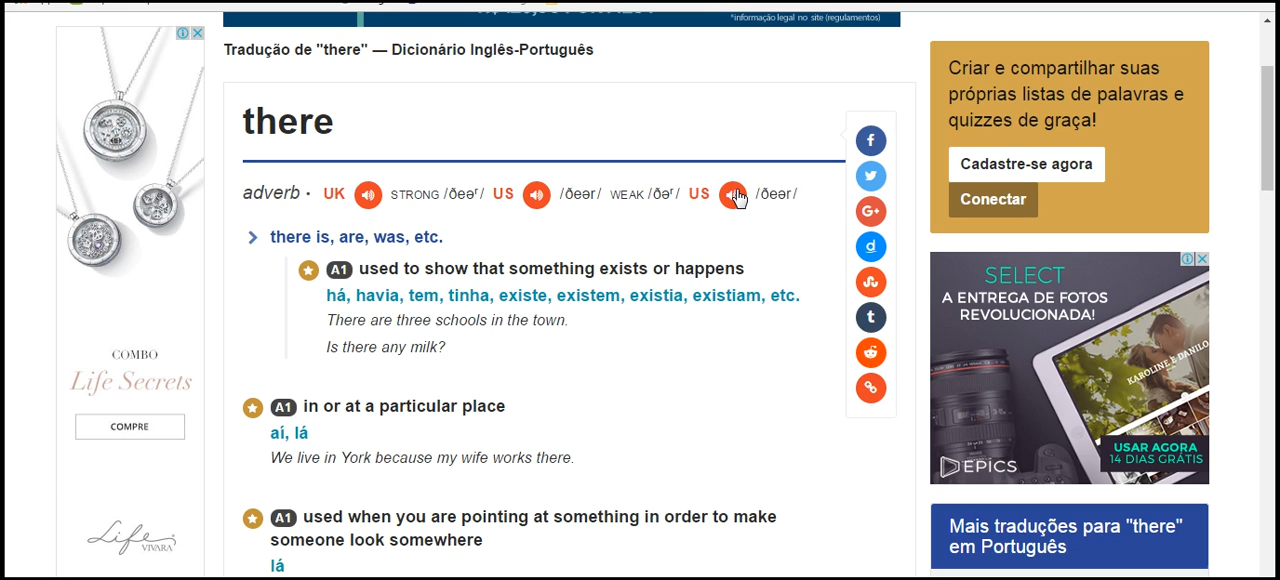 *informação legal no site (regulamentos)
Tradução de "there" — Dicionário Inglês-Português
there
adverb · UK STRONG /ðeəʳ/ US /ðeər/ WEAK /ðəʳ/ US /ðeər/
there is, are, was, etc.
A1 used to show that something exists or happens
há, havia, tem, tinha, existe, existem, existia, existiam, etc.
There are three schools in the town.
Is there any milk?
A1 in or at a particular place
aí, lá
We live in York because my wife works there.
A1 used when you are pointing at something in order to make
someone look somewhere
lá
COMBO
Life Secrets
COMPRE
Life
VIVARA
Criar e compartilhar suas
próprias listas de palavras e
quizzes de graça!
Cadastre-se agora
Conectar
SELECT
A ENTREGA DE FOTOS
REVOLUCIONADA!
KAROLINE E DANILO
EPICS
USAR AGORA
14 DIAS GRÁTIS
Mais traduções para "there"
em Português